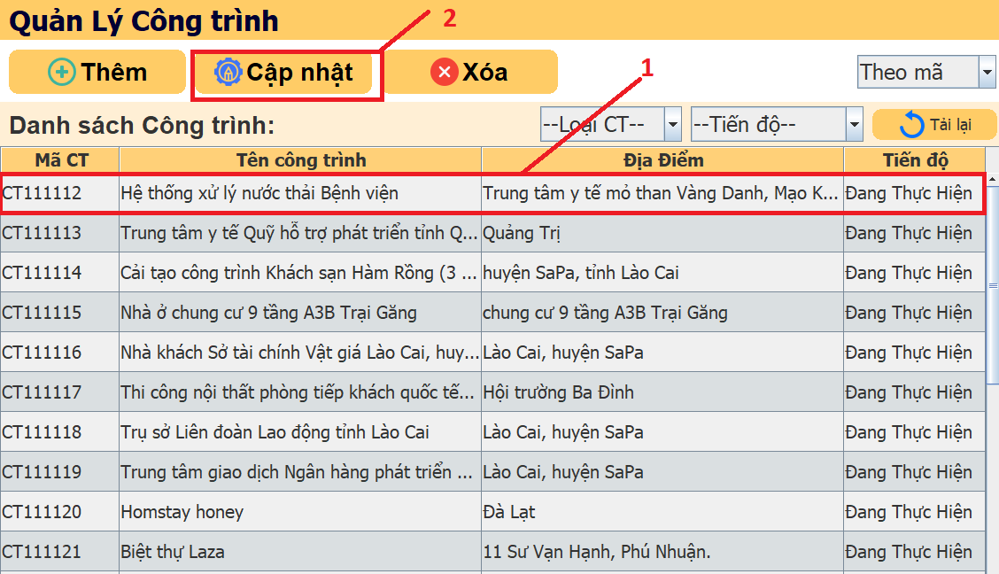 Quản Lý Công trình
2
Thêm Cập nhật Xóa 1 Theo mã
Danh sách Công trình: --Loại CT-- --Tiến độ-- Tải lại
Mã CT Tên công trình Địa Điểm Tiến độ
CT111112 Hệ thống xử lý nước thải Bệnh viện Trung tâm y tế mỏ than Vàng Danh, Mạo K... Đang Thực Hiện
CT111113 Trung tâm y tế Quỹ hỗ trợ phát triển tỉnh Q... Quảng Trị Đang Thực Hiện
CT111114 Cải tạo công trình Khách sạn Hàm Rồng (3 ... huyện SaPa, tỉnh Lào Cai Đang Thực Hiện
CT111115 Nhà ở chung cư 9 tầng A3B Trại Găng chung cư 9 tầng A3B Trại Găng Đang Thực Hiện
CT111116 Nhà khách Sở tài chính Vật giá Lào Cai, huy... Lào Cai, huyện SaPa Đang Thực Hiện
CT111117 Thi công nội thất phòng tiếp khách quốc tế... Hội trường Ba Đình Đang Thực Hiện
CT111118 Trụ sở Liên đoàn Lao động tỉnh Lào Cai Lào Cai, huyện SaPa Đang Thực Hiện
CT111119 Trung tâm giao dịch Ngân hàng phát triển ... Lào Cai, huyện SaPa Đang Thực Hiện
CT111120 Homstay honey Đà Lạt Đang Thực Hiện
CT111121 Biệt thự Laza 11 Sư Vạn Hạnh, Phú Nhuận. Đang Thực Hiện